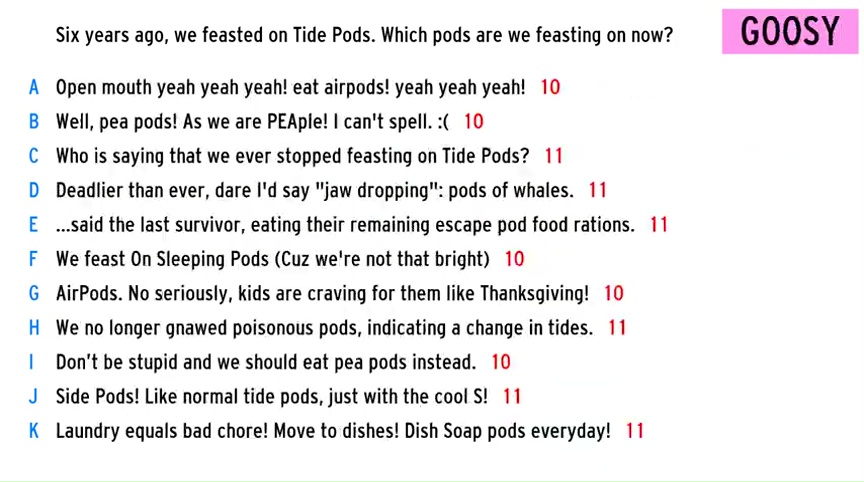 Six years ago, we feasted on Tide Pods. Which pods are we feasting on now?
GOOSY
A Open mouth yeah yeah yeah! eat airpods! yeah yeah yeah! 10
B Well, pea pods! As we are PEAple! I can't spell. :( 10
C Who is saying that we ever stopped feasting on Tide Pods? 11
D Deadlier than ever, dare I'd say "jaw dropping": pods of whales. 11
E ...said the last survivor, eating their remaining escape pod food rations. 11
F We feast On Sleeping Pods (Cuz we're not that bright) 10
G AirPods. No seriously, kids are craving for them like Thanksgiving! 10
H We no longer gnawed poisonous pods, indicating a change in tides. 11
I Don't be stupid and we should eat pea pods instead. 10
J Side Pods! Like normal tide pods, just with the cool S! 11
K Laundry equals bad chore! Move to dishes! Dish Soap pods everyday! 11